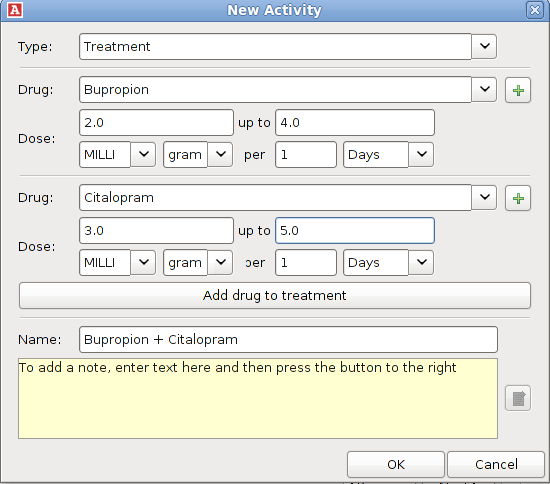 New Activity
Type: Treatment
Drug: Bupropion
2.0 up to 4.0
Dose:
MILLI gram per 1 Days
Drug: Citalopram
3.0 up to 5.0
Dose:
MILLI gram per 1 Days
Add drug to treatment
Name: Bupropion + Citalopram
To add a note, enter text here and then press the button to the right
OK Cancel